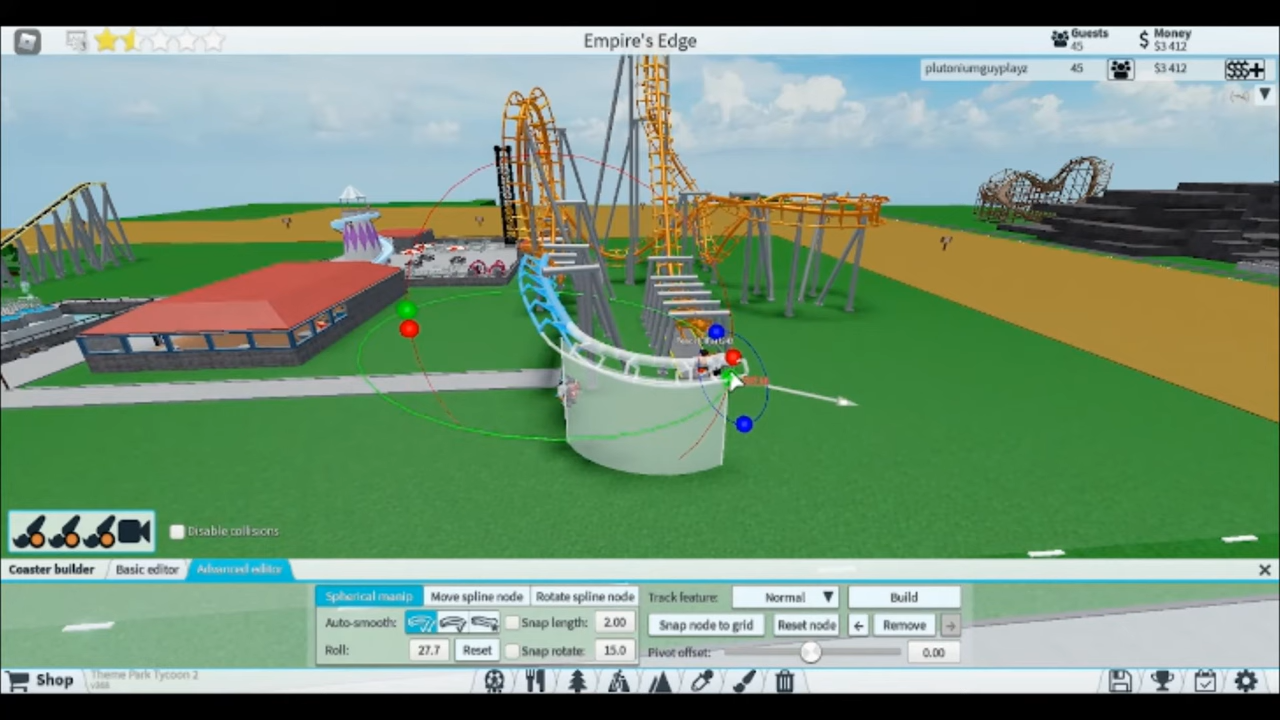 Empire's Edge
Guests
45
Money
$3 412
plutoniumguyplayz 45 $3 412
Disable collisions
Coaster builder Basic editor Advanced editor
Spherical manip Move spline node Rotate spline node Track feature: Normal Build
Auto-smooth: Snap length: 2.00 Snap node to grid Reset node Remove
Roll: 27.7 Reset Snap rotate: 15.0 Pivot offset: 0.00
Shop Theme Park Tycoon 2